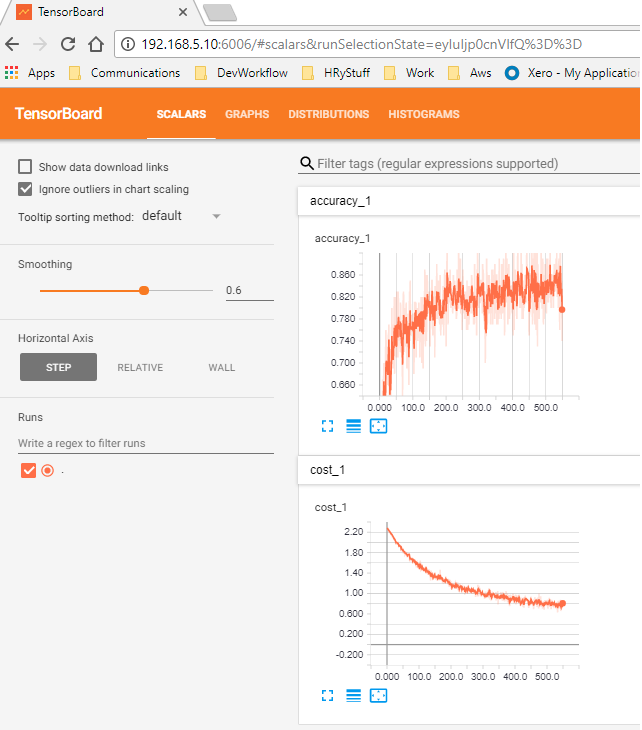 TensorBoard
192.168.5.10:6006/#scalars&runSelectionState=eyIuIjp0cnVlfQ%3D%3D
Apps Communications DevWorkflow HRyStuff Work Aws Xero - My Application
TensorBoard SCALARS GRAPHS DISTRIBUTIONS HISTOGRAMS
Show data download links
Ignore outliers in chart scaling
Tooltip sorting method: default
Smoothing
0.6
Horizontal Axis
STEP RELATIVE WALL
Runs
Write a regex to filter runs
.
Filter tags (regular expressions supported)
accuracy_1
accuracy_1
0.880
0.820
0.780
0.740
0.700
0.660
0.000 100.0 200.0 300.0 400.0 500.0
cost_1
cost_1
2.20
1.80
1.40
1.00
0.600
0.200
-0.200
0.000 100.0 200.0 300.0 400.0 500.0